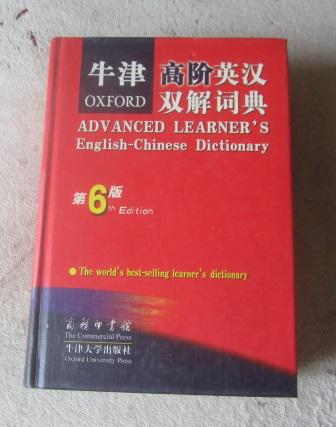 牛津 高阶英汉
OXFORD 双解词典
ADVANCED LEARNER'S
English-Chinese Dictionary
第6版
th Edition
The world's best-selling learner's dictionary
商务印书馆
The Commercial Press
牛津大学出版社
Oxford University Press